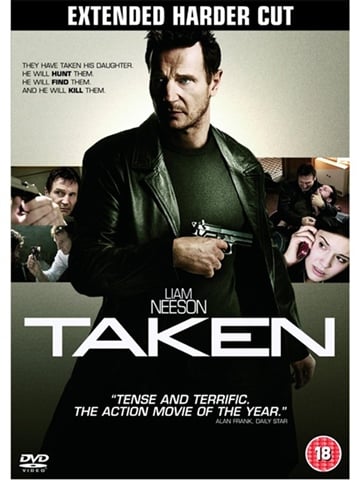 EXTENDED HARDER CUT
THEY HAVE TAKEN HIS DAUGHTER.
HE WILL HUNT THEM.
HE WILL FIND THEM.
AND HE WILL KILL THEM.
LIAM
NEESON
TAKEN
"TENSE AND TERRIFIC.
THE ACTION MOVIE OF THE YEAR."
ALAN FRANK, DAILY STAR
DVD
VIDEO
18